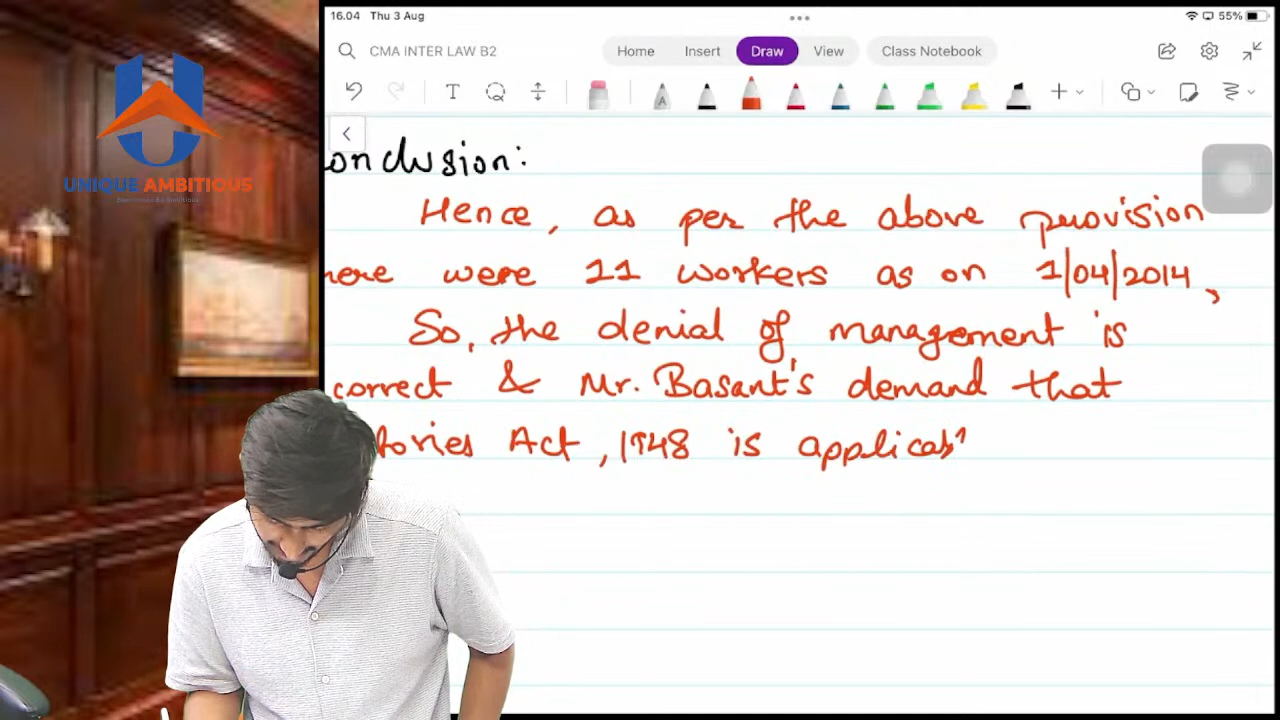 16.04 Thu 3 Aug
55%
CMA INTER LAW B2
Home Insert Draw View Class Notebook
UNIQUE AMBITIOUS
onclusion:
Hence, as per the above provision
here were 11 workers as on 1/04/2014,
So, the denial of management is
correct & Mr. Basant's demand that
tories Act, 1948 is applicab